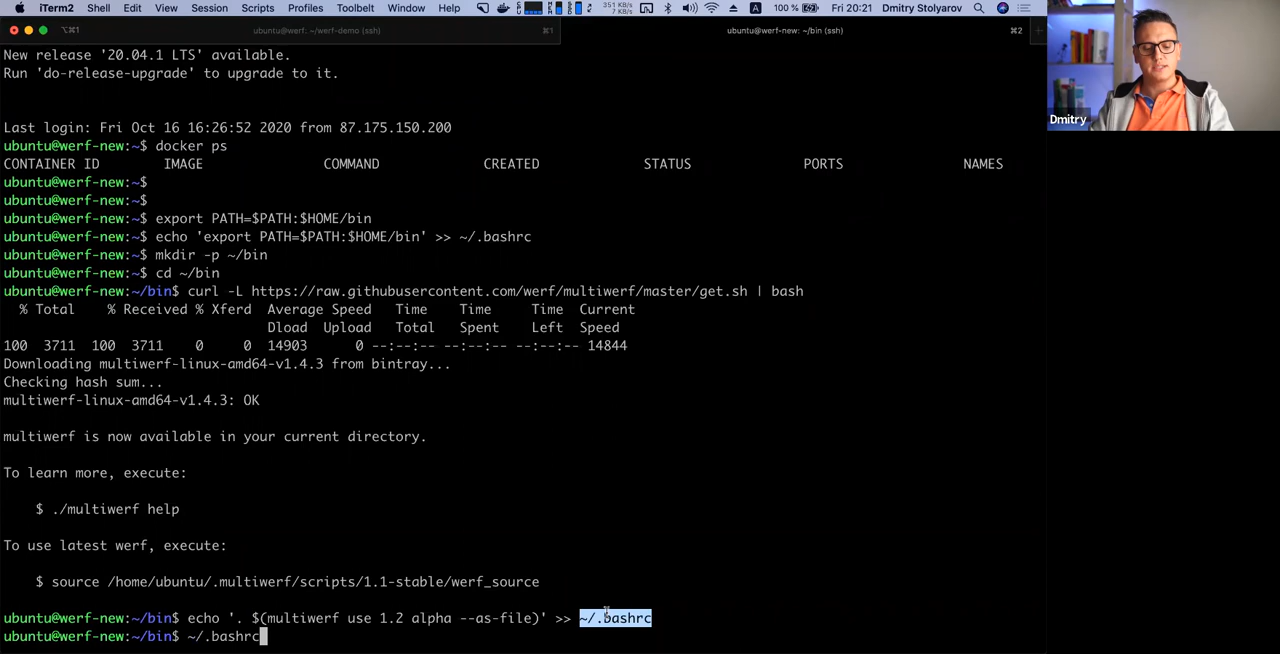 iTerm2 Shell Edit View Session Scripts Profiles Toolbelt Window Help 351 KB/s 7 KB/s A 100 % Fri 20:21 Dmitry Stolyarov
⌥⌘1 ubuntu@werf: ~/werf-demo (ssh) ⌘1 ubuntu@werf-new: ~/bin (ssh) ⌘2
New release '20.04.1 LTS' available.
Run 'do-release-upgrade' to upgrade to it.
Last login: Fri Oct 16 16:26:52 2020 from 87.175.150.200
ubuntu@werf-new:~$ docker ps
CONTAINER ID IMAGE COMMAND CREATED STATUS PORTS NAMES
ubuntu@werf-new:~$
ubuntu@werf-new:~$
ubuntu@werf-new:~$ export PATH=$PATH:$HOME/bin
ubuntu@werf-new:~$ echo 'export PATH=$PATH:$HOME/bin' >> ~/.bashrc
ubuntu@werf-new:~$ mkdir -p ~/bin
ubuntu@werf-new:~$ cd ~/bin
ubuntu@werf-new:~/bin$ curl -L https://raw.githubusercontent.com/werf/multiwerf/master/get.sh | bash
% Total % Received % Xferd Average Speed Time Time Time Current
Dload Upload Total Spent Left Speed
100 3711 100 3711 0 0 14903 0 --:--:-- --:--:-- --:--:-- 14844
Downloading multiwerf-linux-amd64-v1.4.3 from bintray...
Checking hash sum...
multiwerf-linux-amd64-v1.4.3: OK
multiwerf is now available in your current directory.
To learn more, execute:
$ ./multiwerf help
To use latest werf, execute:
$ source /home/ubuntu/.multiwerf/scripts/1.1-stable/werf_source
ubuntu@werf-new:~/bin$ echo '. $(multiwerf use 1.2 alpha --as-file)' >> ~/.bashrc
ubuntu@werf-new:~/bin$ ~/.bashrc
Dmitry